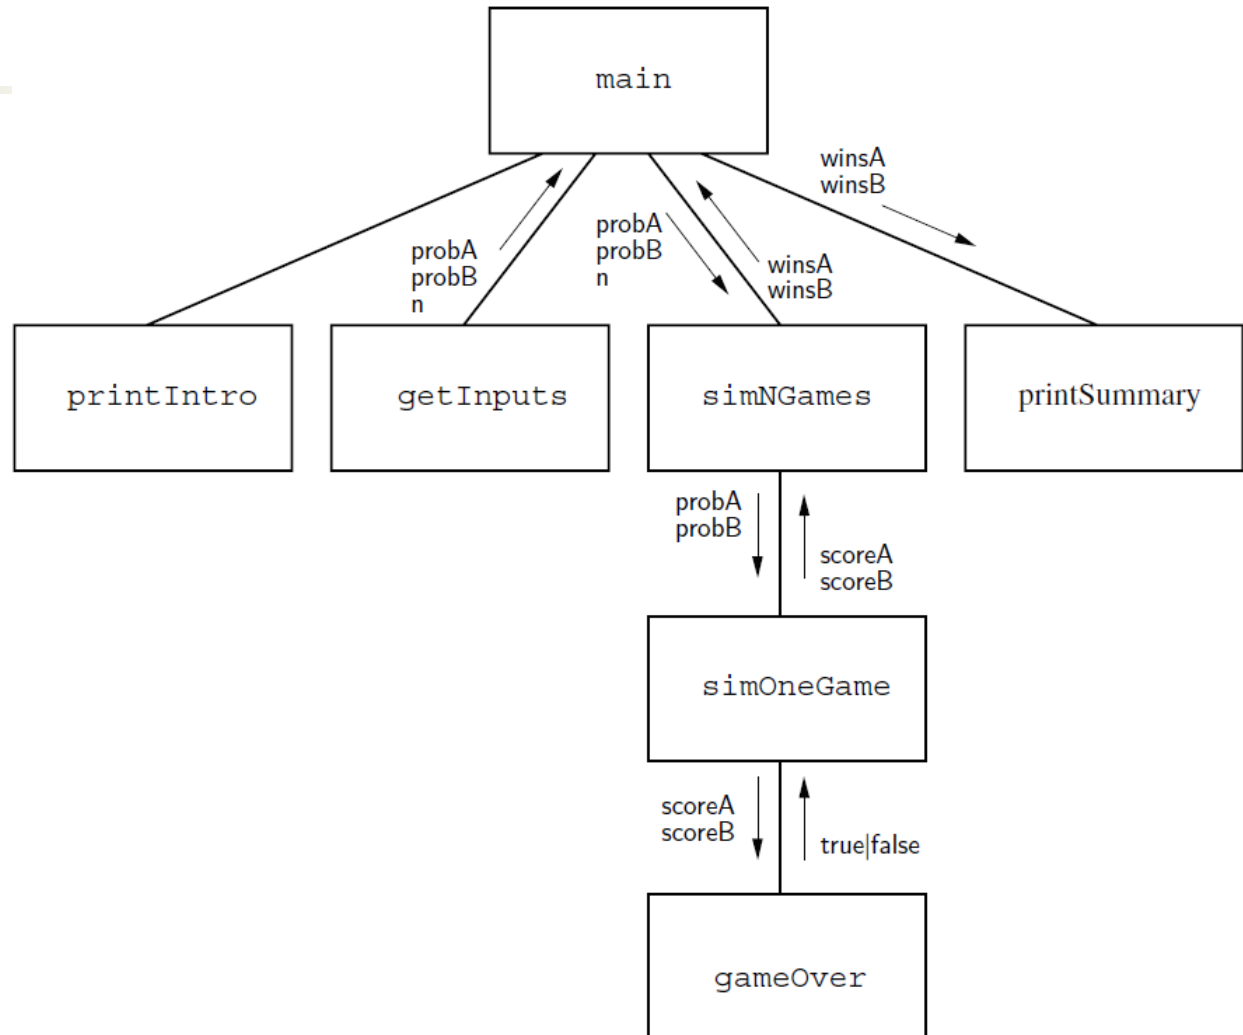 main
winsA
winsB
probA
probB
n
probA
probB
n
winsA
winsB
printIntro
getInputs
simNGames
printSummary
probA
probB
scoreA
scoreB
simOneGame
scoreA
scoreB
true|false
gameOver